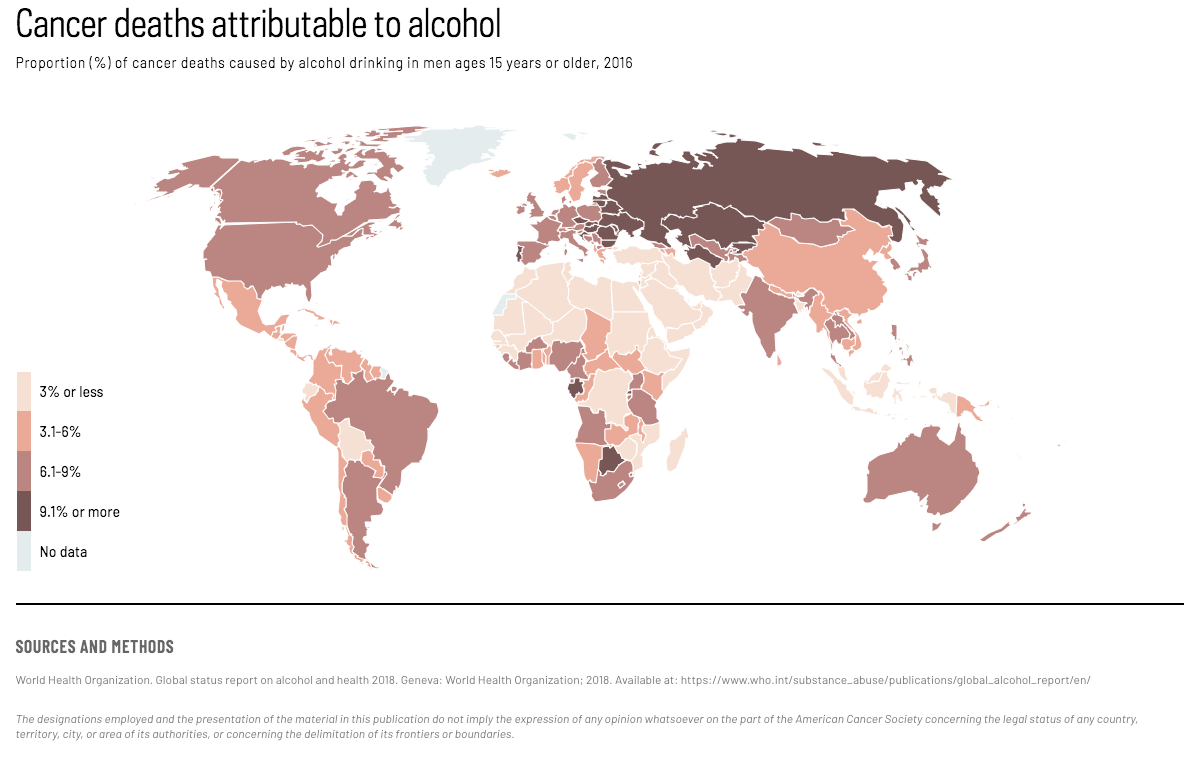 Cancer deaths attributable to alcohol
Proportion (%) of cancer deaths caused by alcohol drinking in men ages 15 years or older, 2016
3% or less
3.1-6%
6.1-9%
9.1% or more
No data
SOURCES AND METHODS
World Health Organization. Global status report on alcohol and health 2018. Geneva: World Health Organization; 2018. Available at: https://www.who.int/substance_abuse/publications/global_alcohol_report/en/
The designations employed and the presentation of the material in this publication do not imply the expression of any opinion whatsoever on the part of the American Cancer Society concerning the legal status of any country,
territory, city, or area of its authorities, or concerning the delimitation of its frontiers or boundaries.